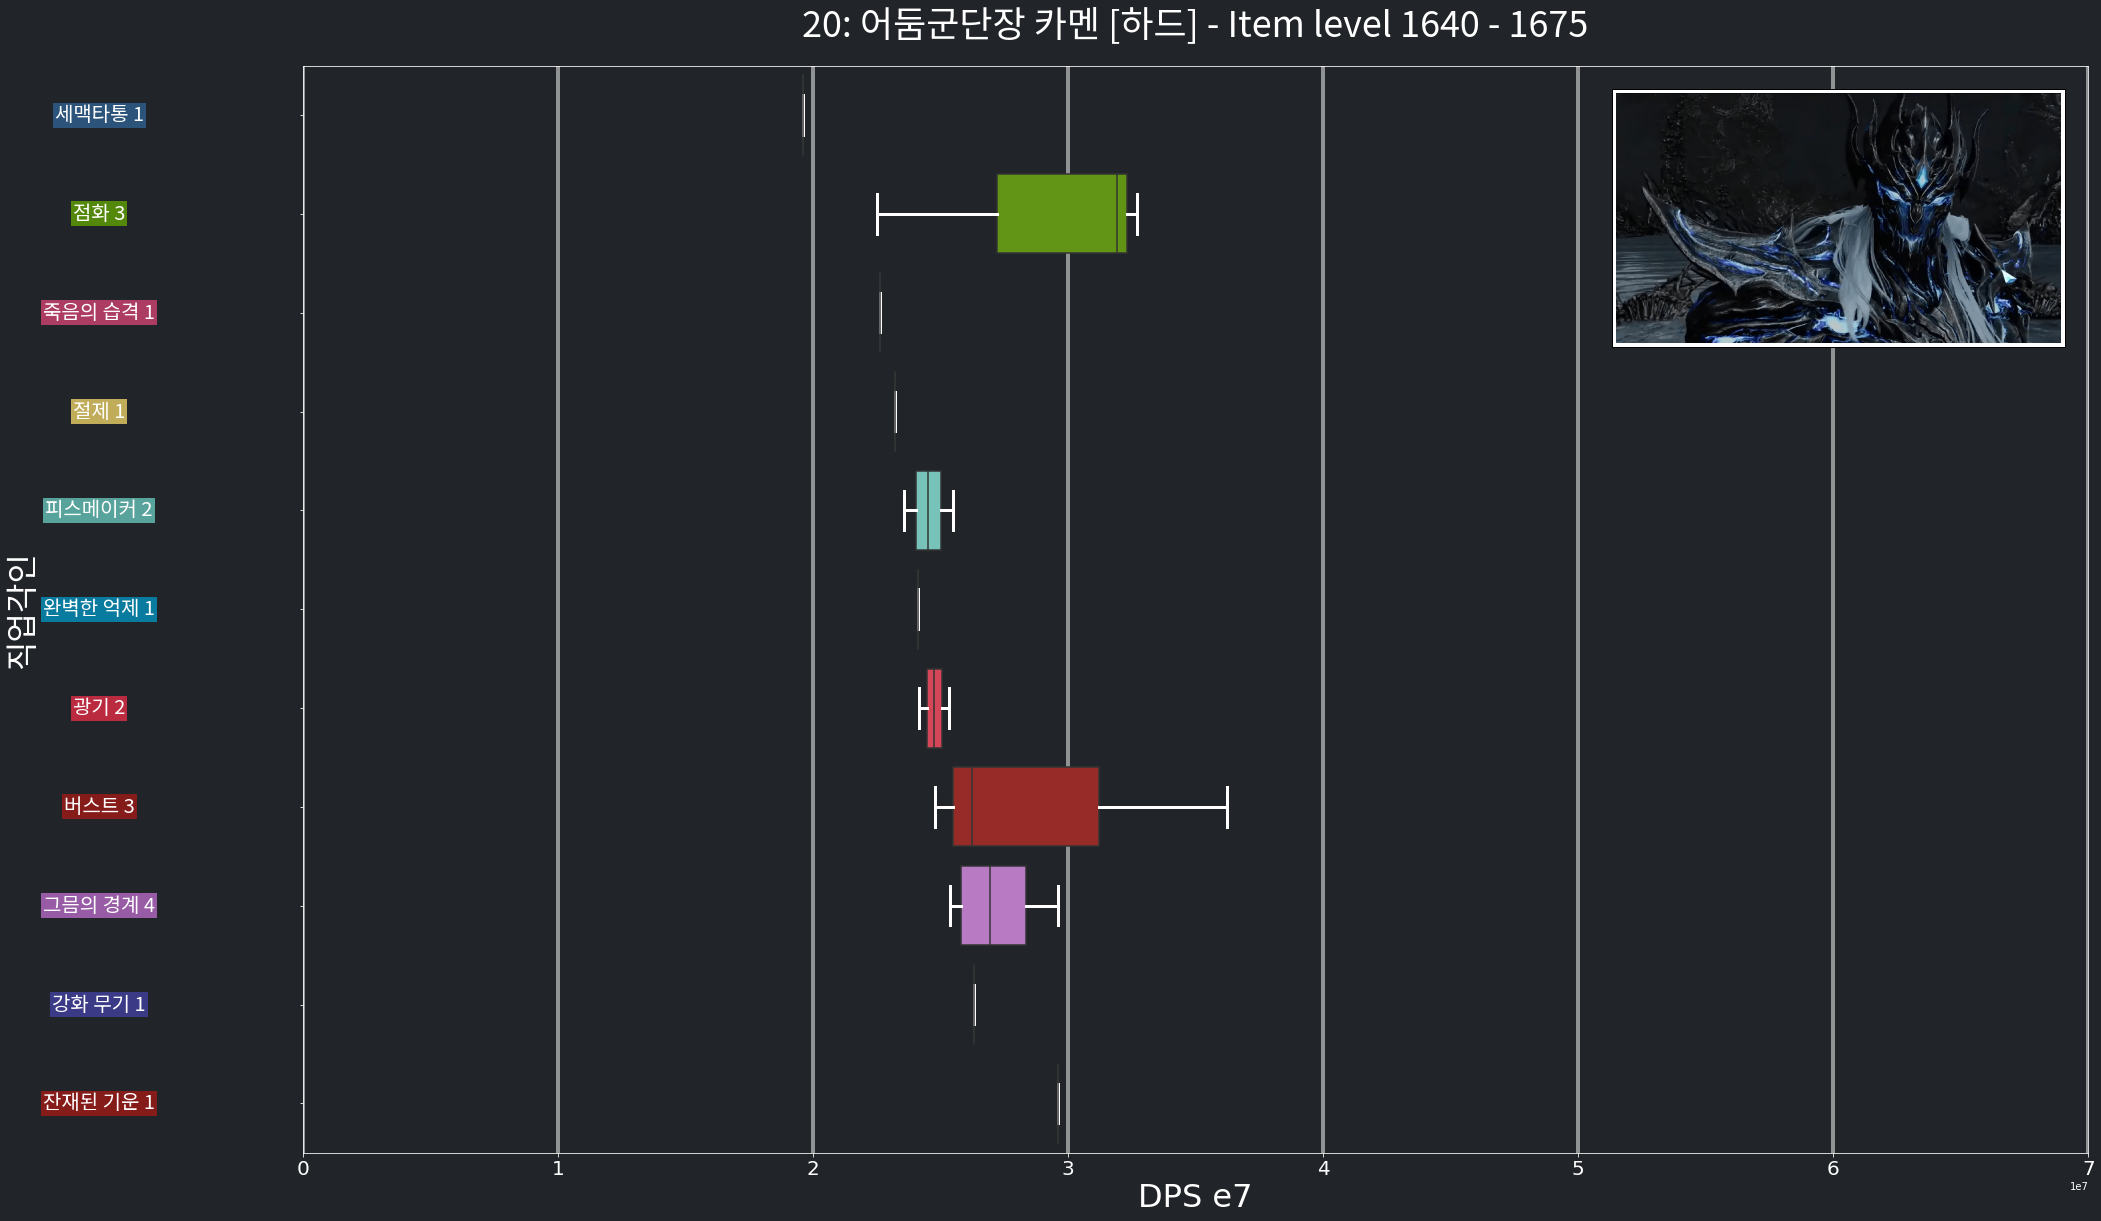 20: 어둠군단장 카멘 [하드] - Item level 1640 - 1675
세맥타통 1
점화 3
죽음의 습격 1
절제 1
피스메이커 2
완벽한 억제 1
광기 2
버스트 3
그믐의 경계 4
강화 무기 1
잔재된 기운 1
직업각인
0 1 2 3 4 5 6 7
1e7
DPS e7